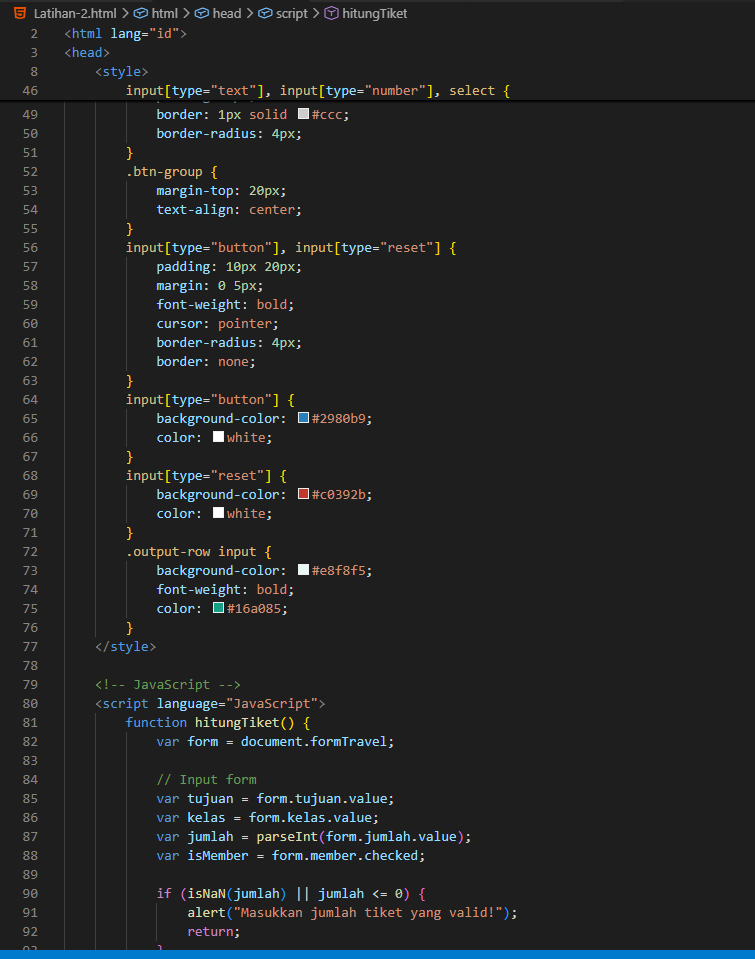 Latihan-2.html > html > head > script > hitungTiket
2 <html lang="id">
3 <head>
8 <style>
46 input[type="text"], input[type="number"], select {
49 border: 1px solid #ccc;
50 border-radius: 4px;
51 }
52 .btn-group {
53 margin-top: 20px;
54 text-align: center;
55 }
56 input[type="button"], input[type="reset"] {
57 padding: 10px 20px;
58 margin: 0 5px;
59 font-weight: bold;
60 cursor: pointer;
61 border-radius: 4px;
62 border: none;
63 }
64 input[type="button"] {
65 background-color: #2980b9;
66 color: white;
67 }
68 input[type="reset"] {
69 background-color: #c0392b;
70 color: white;
71 }
72 .output-row input {
73 background-color: #e8f8f5;
74 font-weight: bold;
75 color: #16a085;
76 }
77 </style>
78
79 <!-- JavaScript -->
80 <script language="JavaScript">
81 function hitungTiket() {
82 var form = document.formTravel;
83
84 // Input form
85 var tujuan = form.tujuan.value;
86 var kelas = form.kelas.value;
87 var jumlah = parseInt(form.jumlah.value);
88 var isMember = form.member.checked;
89
90 if (isNaN(jumlah) || jumlah <= 0) {
91 alert("Masukkan jumlah tiket yang valid!");
92 return;
93 }